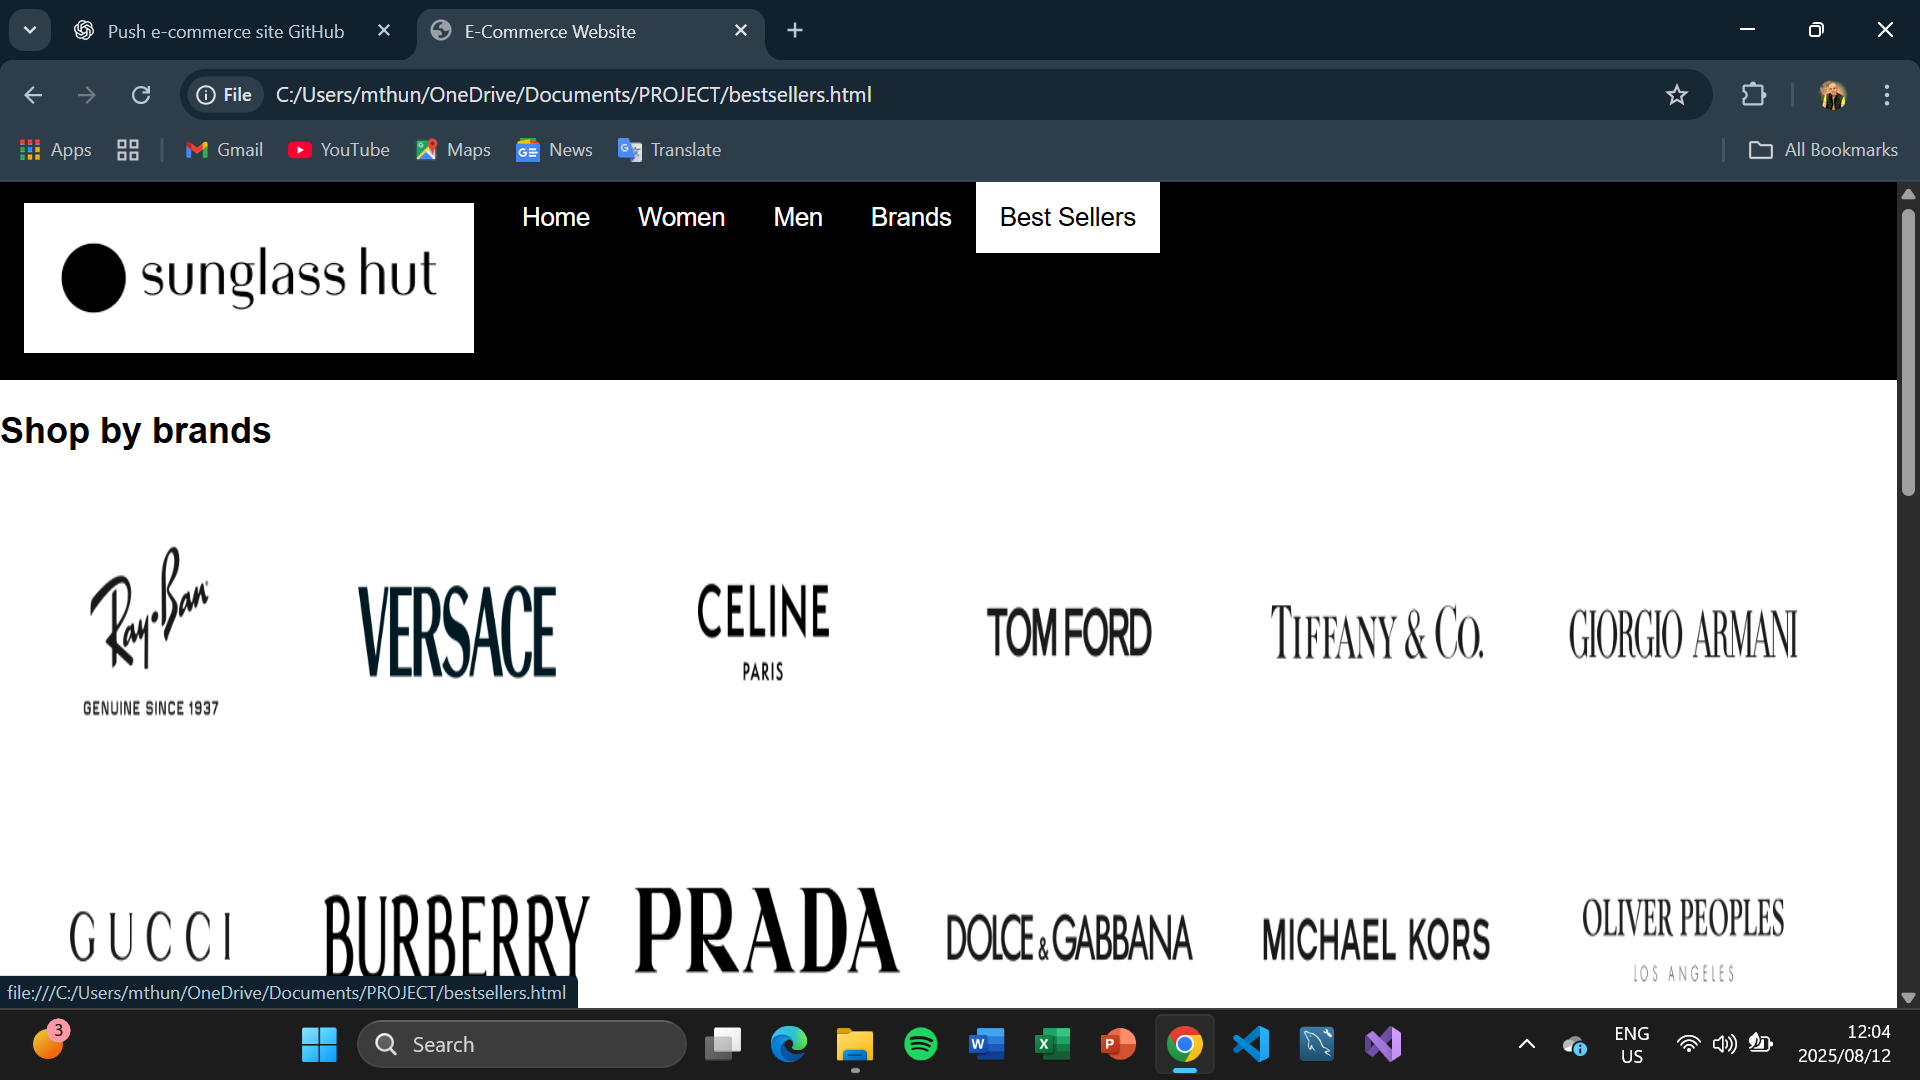 Push e-commerce site GitHub
E-Commerce Website
File
C:/Users/mthun/OneDrive/Documents/PROJECT/bestsellers.html
Apps
Gmail
YouTube
Maps
News
Translate
All Bookmarks
sunglass hut
Home
Women
Men
Brands
Best Sellers
Shop by brands
Ray-Ban
GENUINE SINCE 1937
VERSACE
CELINE
PARIS
TOM FORD
TIFFANY & CO.
GIORGIO ARMANI
GUCCI
BURBERRY
PRADA
DOLCE & GABBANA
MICHAEL KORS
OLIVER PEOPLES
LOS ANGELES
file:///C:/Users/mthun/OneDrive/Documents/PROJECT/bestsellers.html
3
Search
ENG
US
12:04
2025/08/12